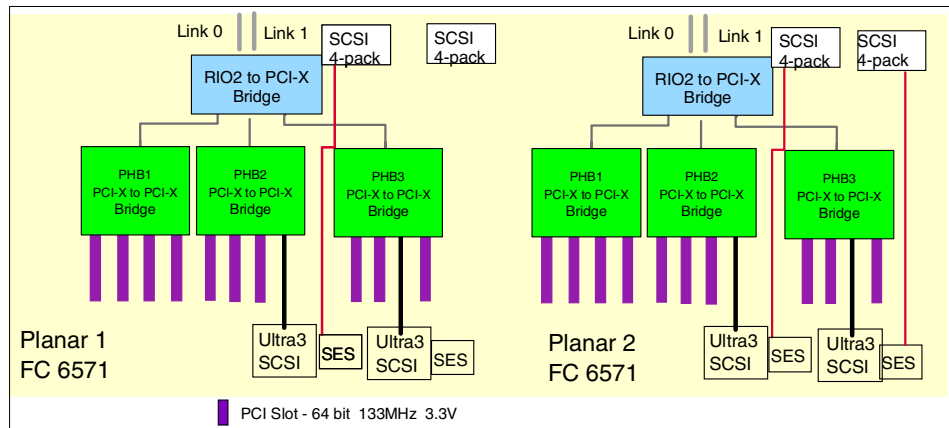 Link 0
Link 1
SCSI
4-pack
SCSI
4-pack
RIO2 to PCI-X
Bridge
PHB1
PCI-X to PCI-X
Bridge
PHB2
PCI-X to PCI-X
Bridge
PHB3
PCI-X to PCI-X
Bridge
Planar 1
FC 6571
Ultra3
SCSI
SES
Ultra3
SCSI
SES
Link 0
Link 1
SCSI
4-pack
SCSI
4-pack
RIO2 to PCI-X
Bridge
PHB1
PCI-X to PCI-X
Bridge
PHB2
PCI-X to PCI-X
Bridge
PHB3
PCI-X to PCI-X
Bridge
Planar 2
FC 6571
Ultra3
SCSI
SES
Ultra3
SCSI
SES
PCI Slot - 64 bit 133MHz 3.3V